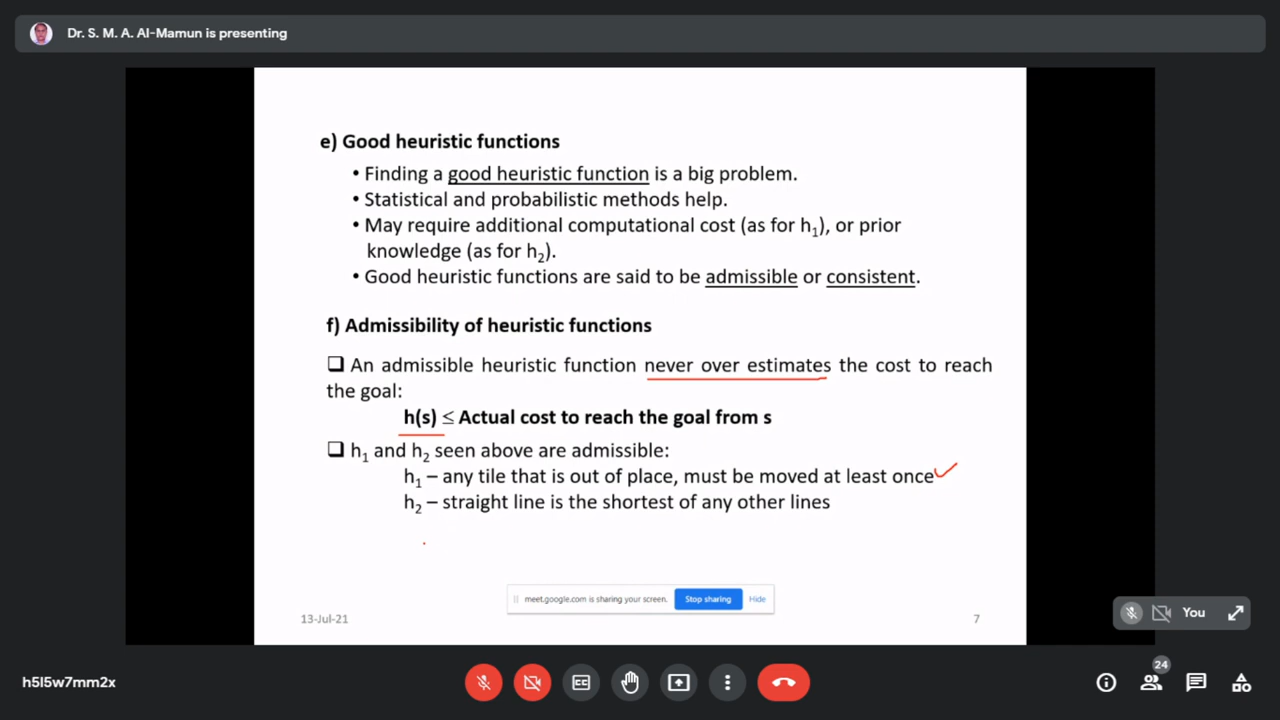 Dr. S. M. A. Al-Mamun is presenting
e) Good heuristic functions
• Finding a good heuristic function is a big problem.
• Statistical and probabilistic methods help.
• May require additional computational cost (as for h₁), or prior
knowledge (as for h₂).
• Good heuristic functions are said to be admissible or consistent.
f) Admissibility of heuristic functions
❑ An admissible heuristic function never over estimates the cost to reach
the goal:
h(s) ≤ Actual cost to reach the goal from s
❑ h₁ and h₂ seen above are admissible:
h₁ – any tile that is out of place, must be moved at least once
h₂ – straight line is the shortest of any other lines
meet.google.com is sharing your screen. Stop sharing Hide
13-Jul-21 7
You
h5l5w7mm2x
CC
24